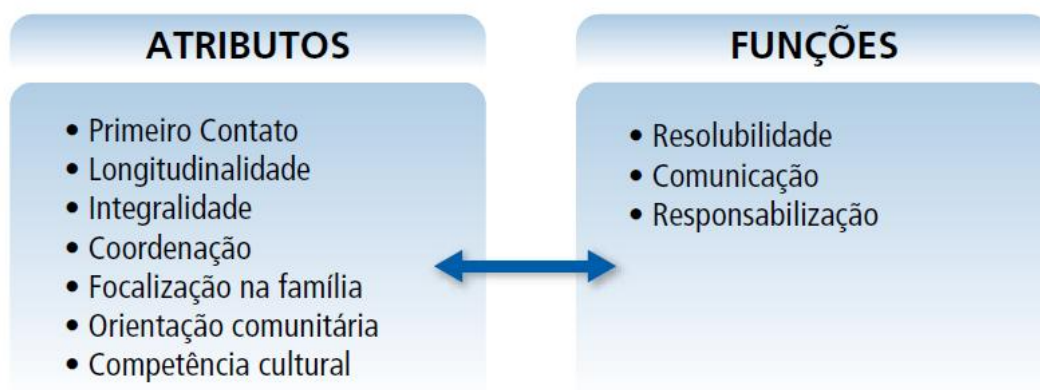 ATRIBUTOS
• Primeiro Contato
• Longitudinalidade
• Integralidade
• Coordenação
• Focalização na família
• Orientação comunitária
• Competência cultural
FUNÇÕES
• Resolubilidade
• Comunicação
• Responsabilização